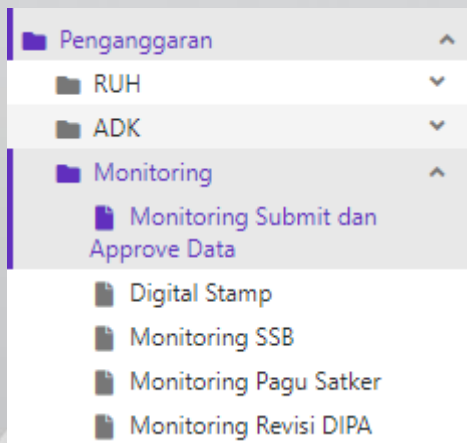 Penganggaran
RUH
ADK
Monitoring
Monitoring Submit dan
Approve Data
Digital Stamp
Monitoring SSB
Monitoring Pagu Satker
Monitoring Revisi DIPA